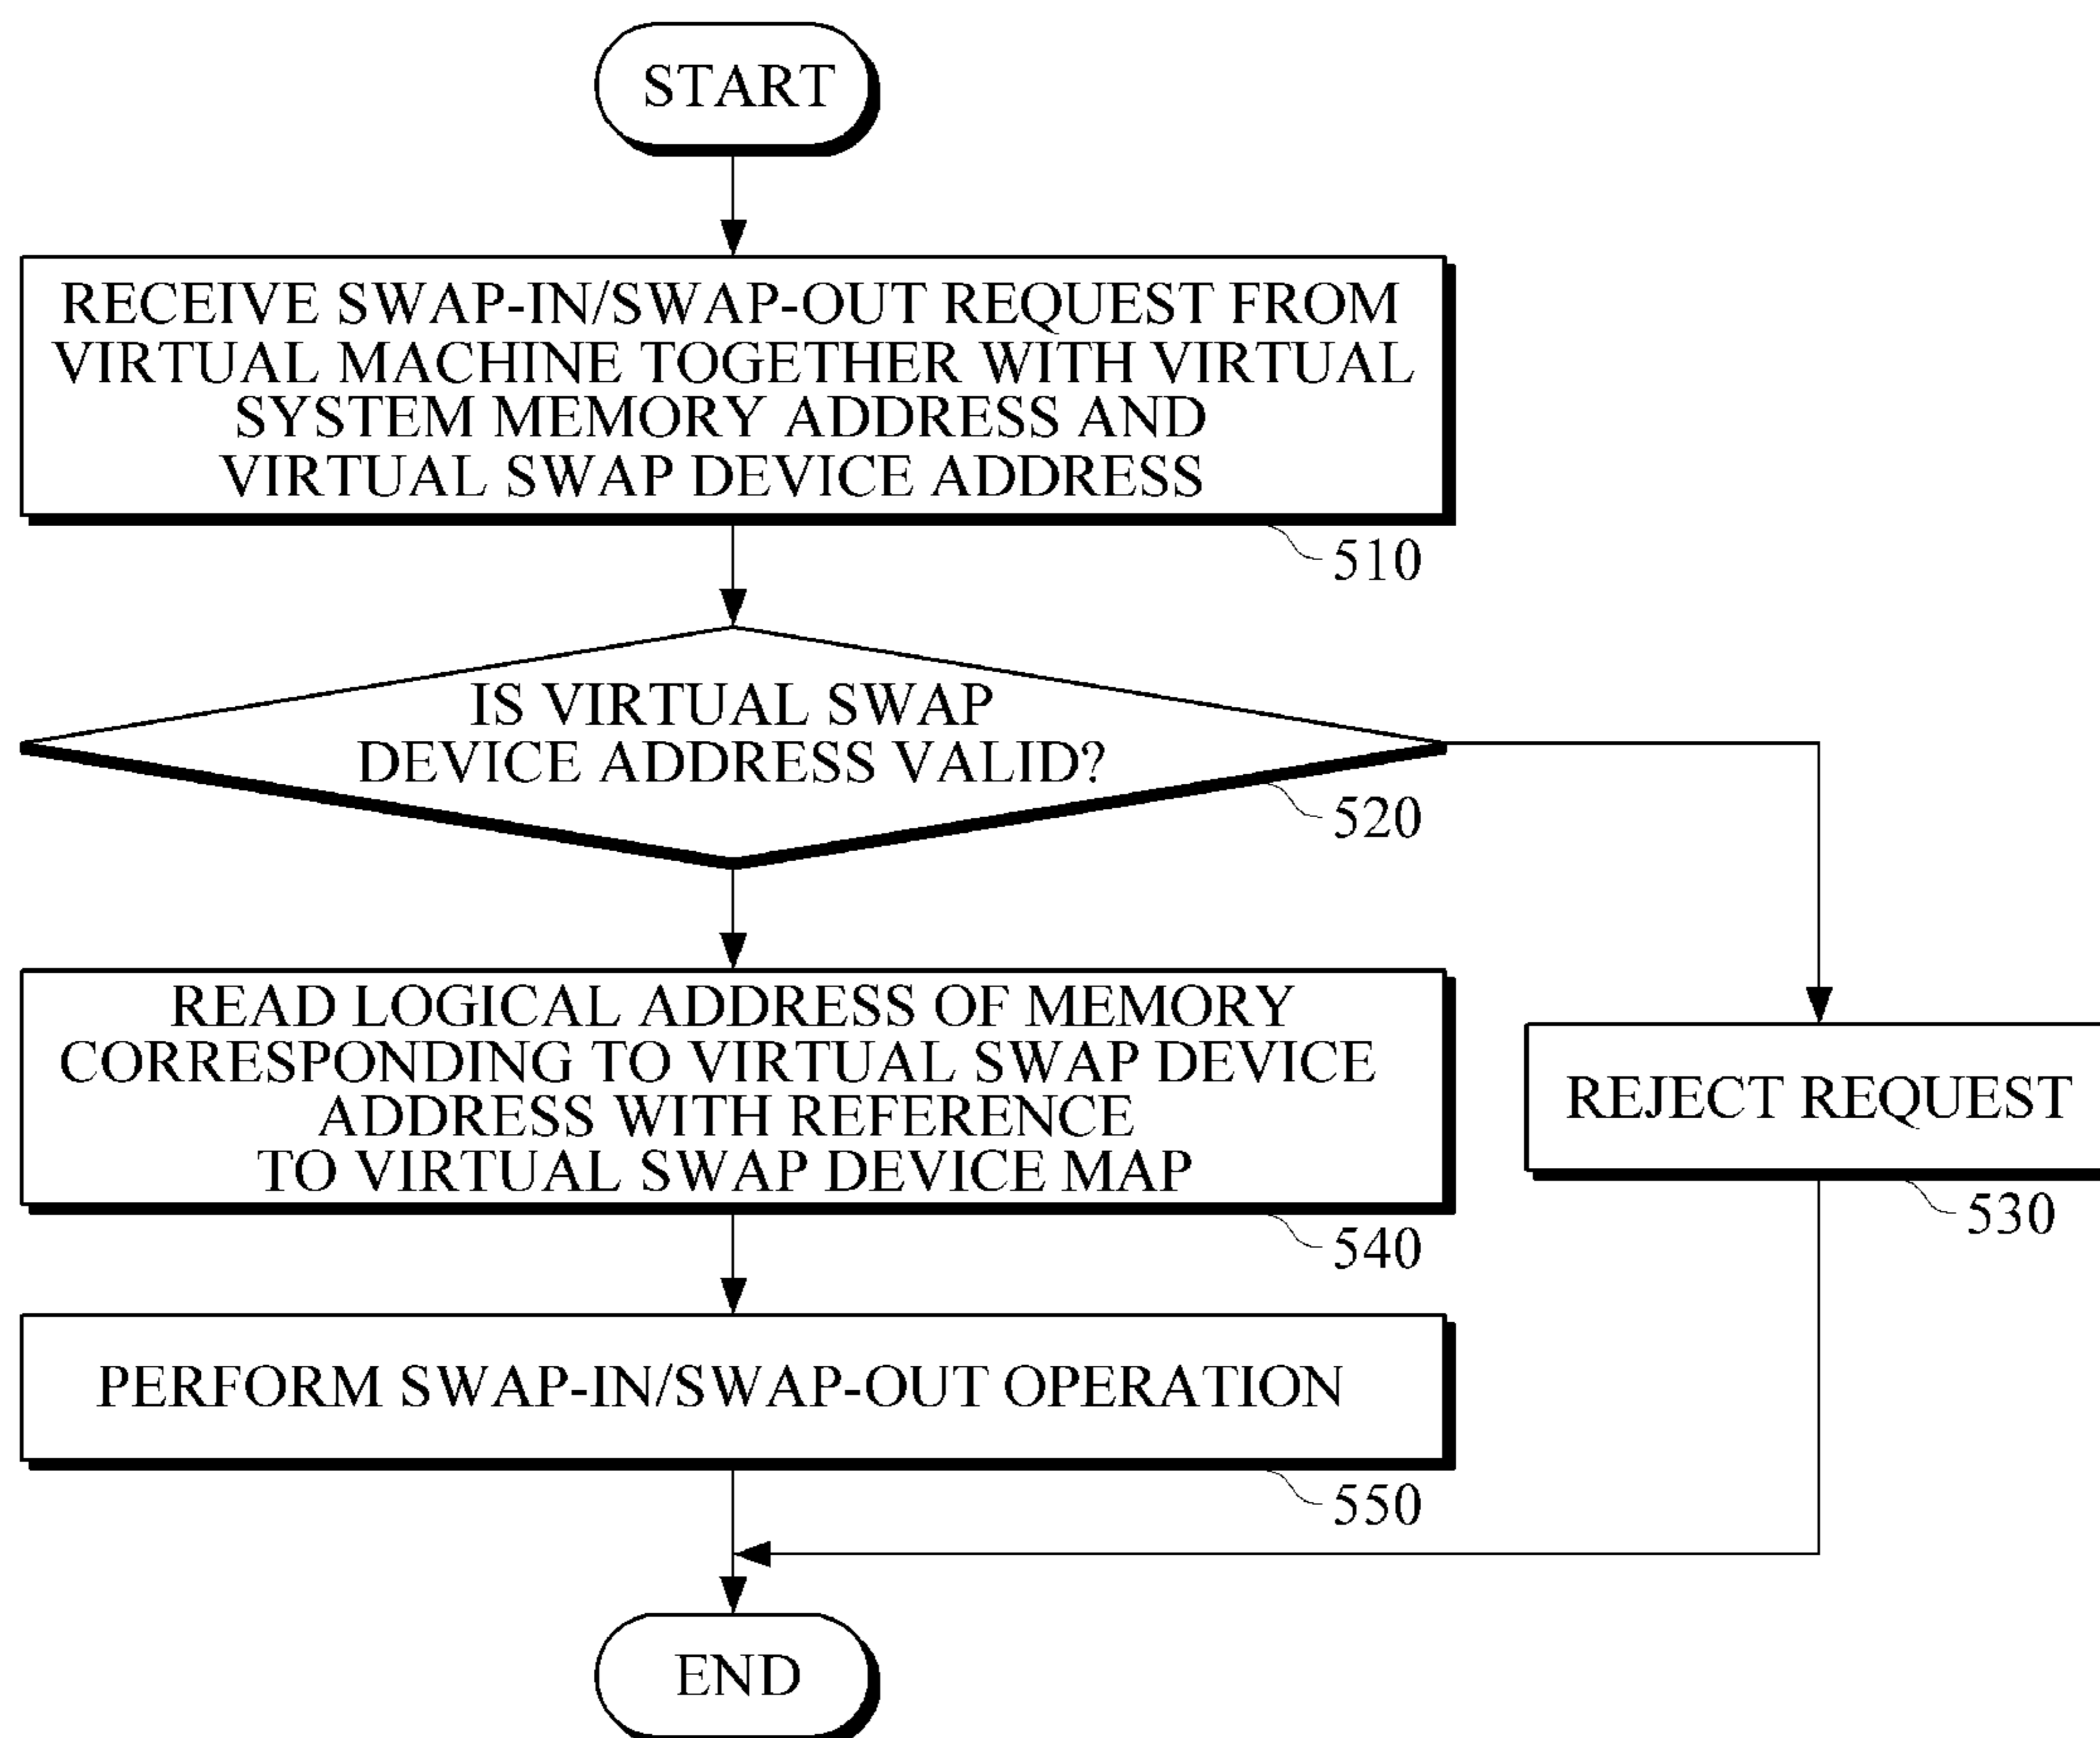 START
RECEIVE SWAP-IN/SWAP-OUT REQUEST FROM
VIRTUAL MACHINE TOGETHER WITH VIRTUAL
SYSTEM MEMORY ADDRESS AND
VIRTUAL SWAP DEVICE ADDRESS
510
IS VIRTUAL SWAP
DEVICE ADDRESS VALID?
520
READ LOGICAL ADDRESS OF MEMORY
CORRESPONDING TO VIRTUAL SWAP DEVICE
ADDRESS WITH REFERENCE
TO VIRTUAL SWAP DEVICE MAP
540
REJECT REQUEST
530
PERFORM SWAP-IN/SWAP-OUT OPERATION
550
END